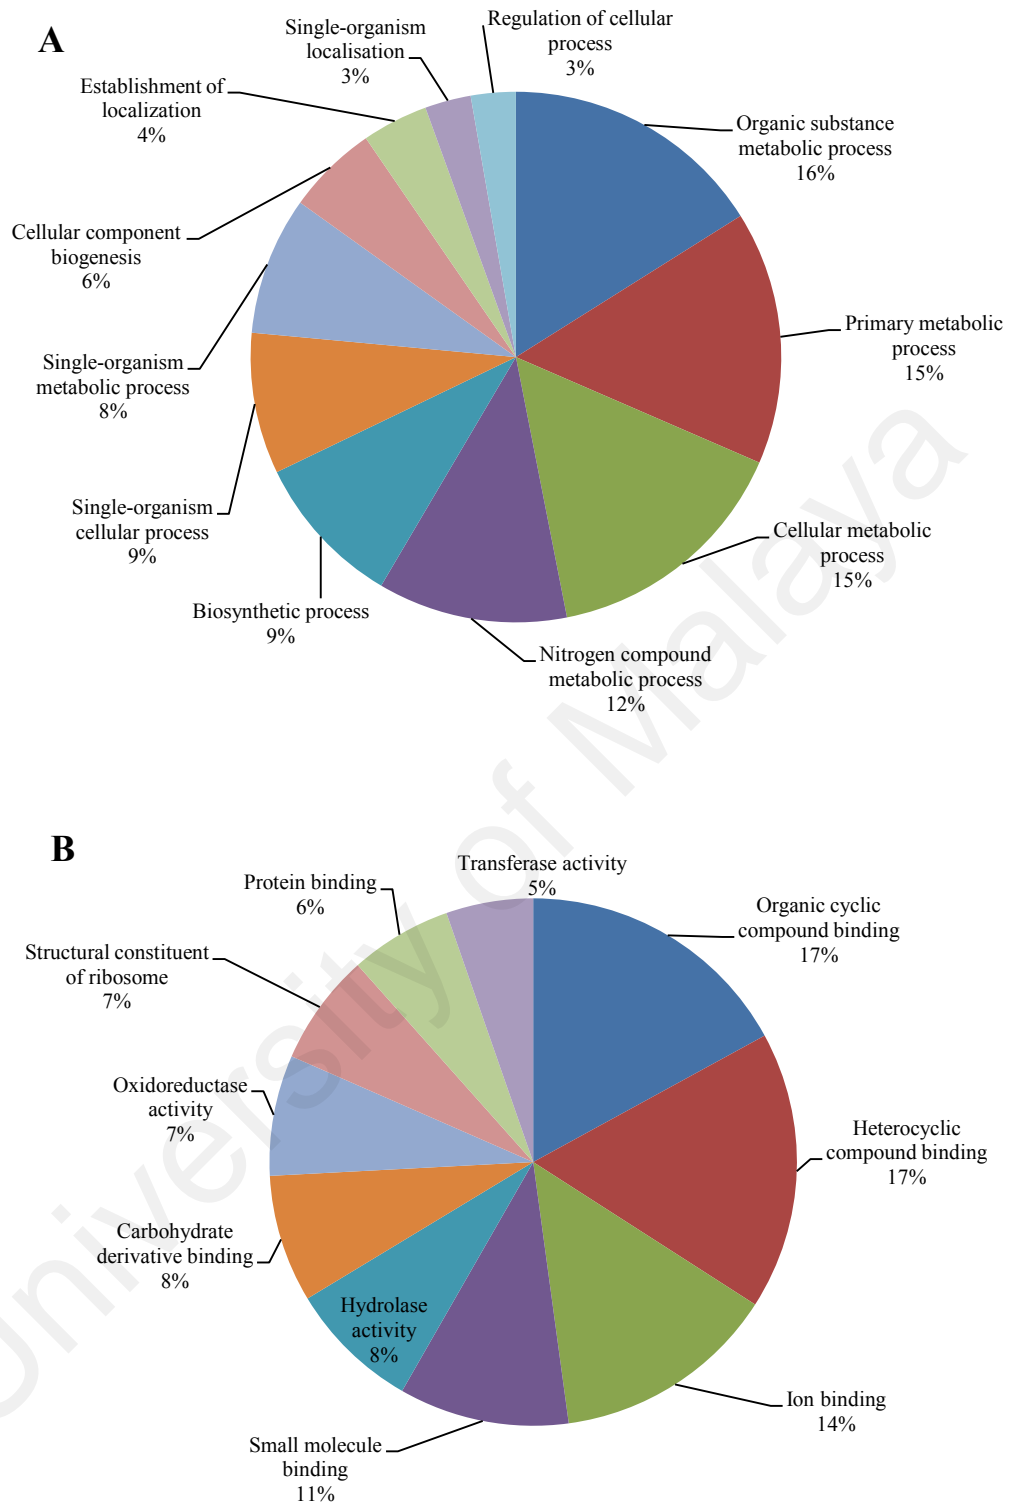 A
Regulation of cellular
process
3%
Single-organism
localisation
3%
Establishment of
localization
4%
Organic substance
metabolic process
16%
Cellular component
biogenesis
6%
Primary metabolic
process
15%
Single-organism
metabolic process
8%
Single-organism
cellular process
9%
Cellular metabolic
process
15%
Biosynthetic process
9%
Nitrogen compound
metabolic process
12%
B
Transferase activity
5%
Protein binding
6%
Organic cyclic
compound binding
17%
Structural constituent
of ribosome
7%
Oxidoreductase
activity
7%
Heterocyclic
compound binding
17%
Carbohydrate
derivative binding
8%
Hydrolase
activity
8%
Ion binding
14%
Small molecule
binding
11%
University of Malaya